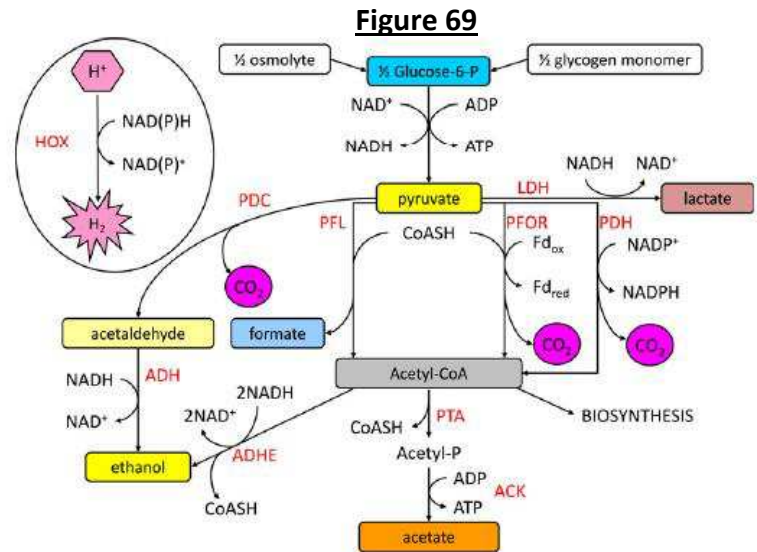 Figure 69
½ osmolyte
½ Glucose-6-P
½ glycogen monomer
H⁺
NAD⁺
ADP
NAD(P)H
HOX
NADH
ATP
NAD(P)⁺
NADH
NAD⁺
H₂
PDC
pyruvate
LDH
lactate
PFL
CoASH
PFOR
PDH
Fdox
NADP⁺
Fdred
NADPH
CO₂
acetaldehyde
formate
CO₂
CO₂
Acetyl-CoA
NADH
ADH
2NADH
2NAD⁺
NAD⁺
CoASH
PTA
BIOSYNTHESIS
ADHE
Acetyl-P
ethanol
ADP
ACK
CoASH
ATP
acetate